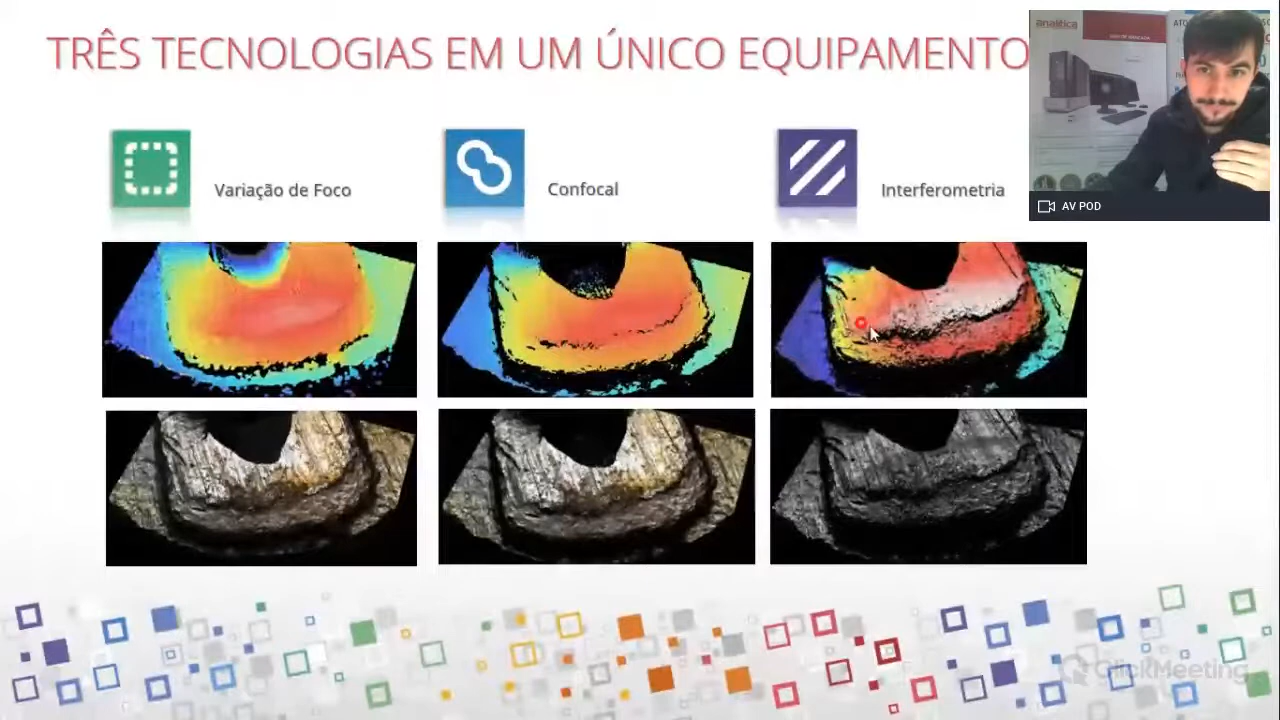 TRÊS TECNOLOGIAS EM UM ÚNICO EQUIPAMENTO
analítica
Variação de Foco
Confocal
Interferometria
AV POD
ClickMeeting